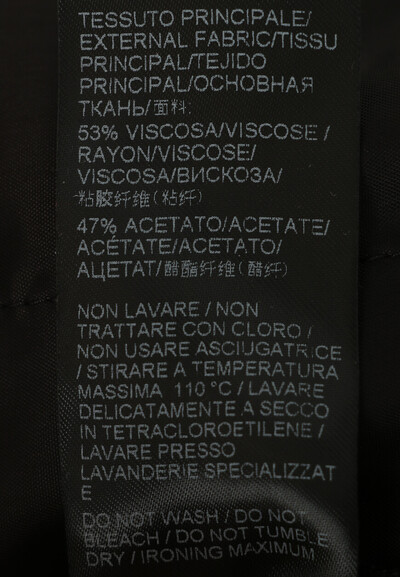 TESSUTO PRINCIPALE/
EXTERNAL FABRIC/TISSU
PRINCIPAL/TEJIDO
PRINCIPAL/ОСНОВНАЯ
ТКАНЬ/面料:
53% VISCOSA/VISCOSE /
RAYON/VISCOSE/
VISCOSA/ВИСКОЗА/
粘胶纤维(粘纤)
47% ACETATO/ACETATE/
ACÉTATE/ACETATO/
АЦЕТАТ/醋酯纤维(醋纤)
NON LAVARE / NON
TRATTARE CON CLORO /
NON USARE ASCIUGATRICE
/ STIRARE A TEMPERATURA
MASSIMA 110 °C / LAVARE
DELICATAMENTE A SECCO
IN TETRACLOROETILENE /
LAVARE PRESSO
LAVANDERIE SPECIALIZZAT
E
DO NOT WASH / DO NOT
BLEACH / DO NOT TUMBLE
DRY / IRONING MAXIMUM